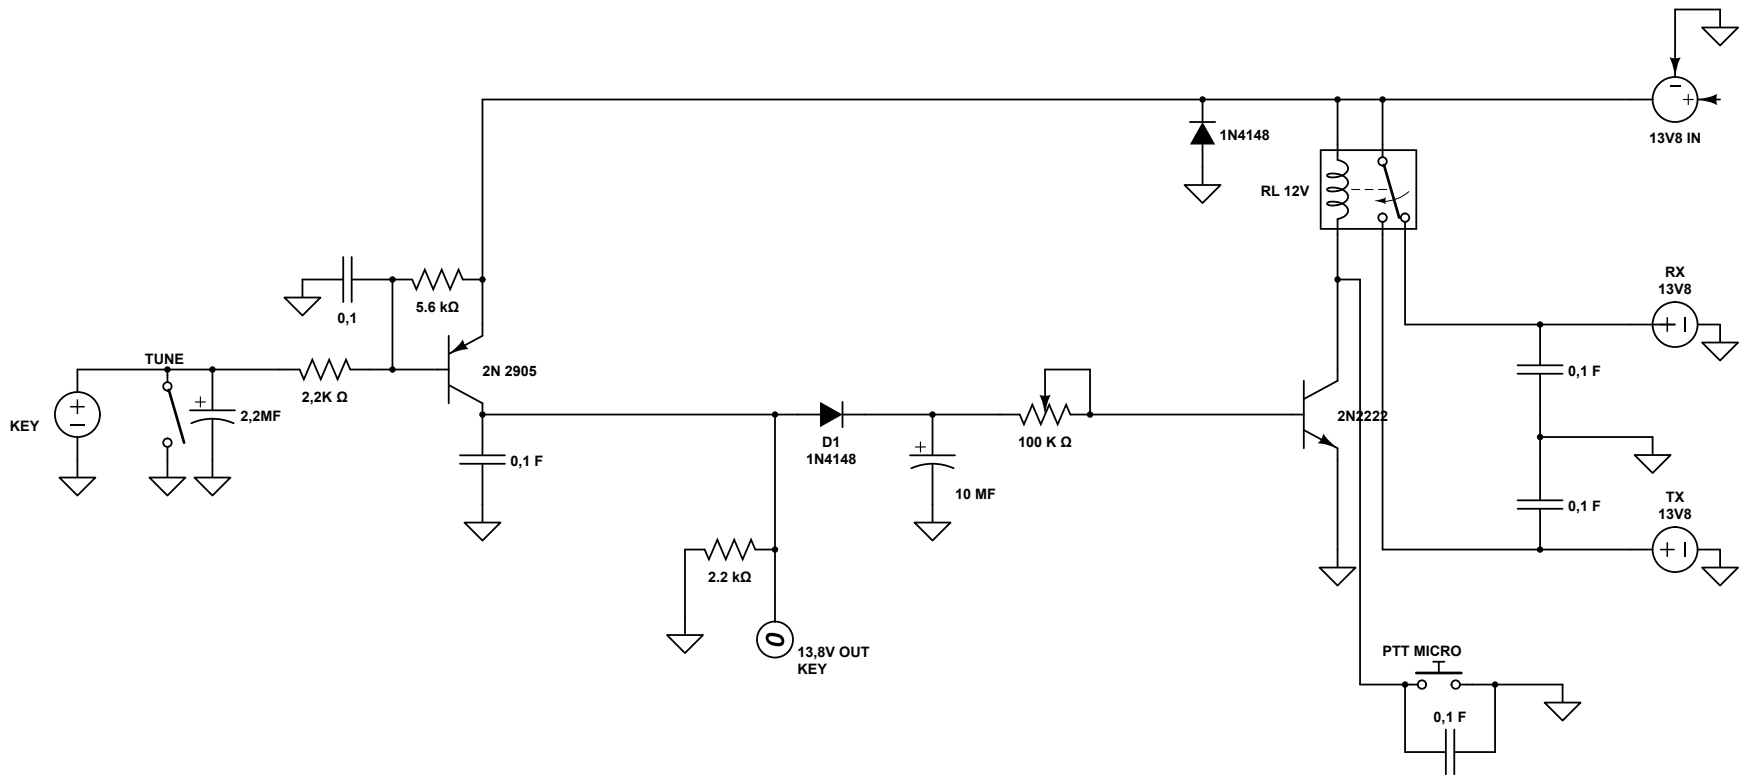 13V8 IN
1N4148
RL 12V
RX
13V8
5.6 kΩ
0,1
TUNE
2N 2905
0,1 F
2,2K Ω
2,2MF
KEY
2N2222
D1
1N4148
100 K Ω
0,1 F
10 MF
TX
13V8
0,1 F
2.2 kΩ
0
13,8V OUT
KEY
PTT MICRO
0,1 F